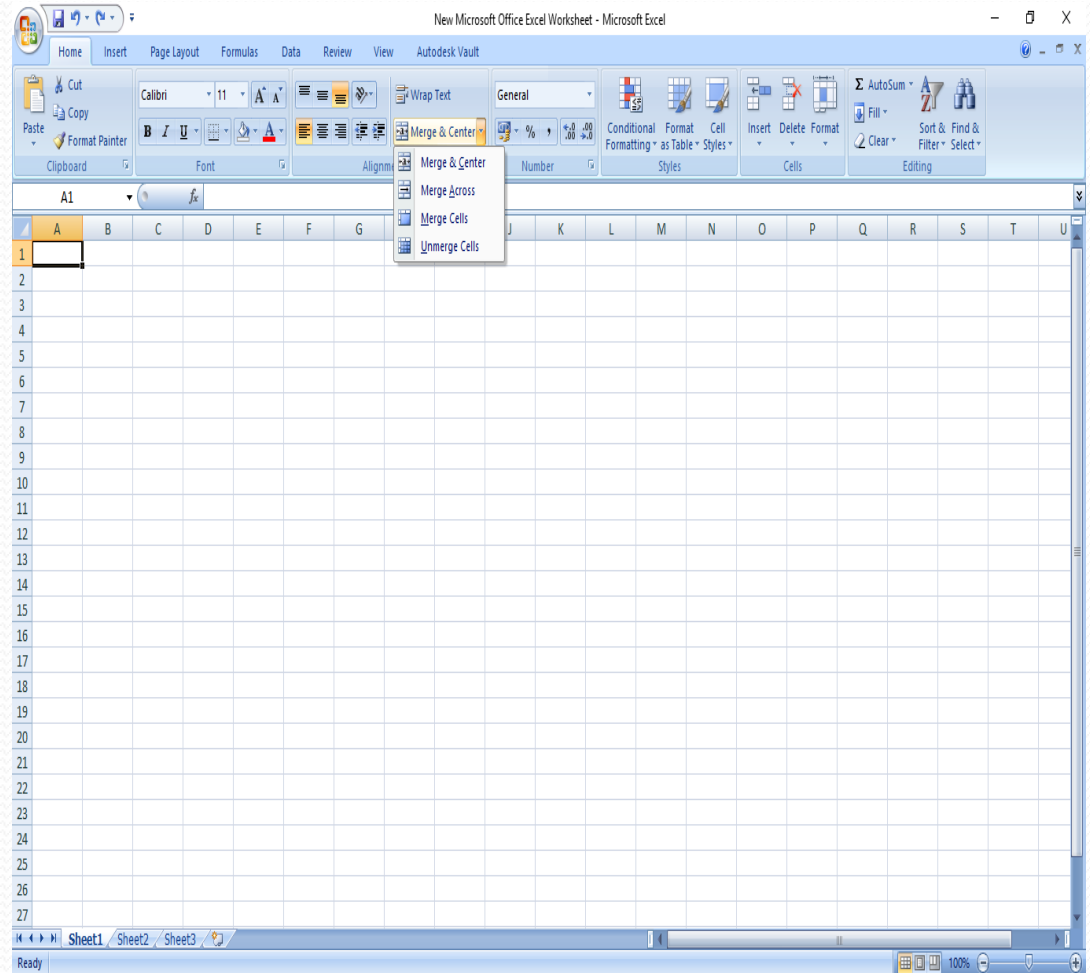 New Microsoft Office Excel Worksheet - Microsoft Excel
Home Insert Page Layout Formulas Data Review View Autodesk Vault
Paste
Cut
Copy
Format Painter
Clipboard
Calibri 11
B I U
Font
Wrap Text
Merge & Center
Alignm
General
% ,
Number
Conditional Formatting
Format as Table
Cell Styles
Styles
Insert Delete Format
Cells
Σ AutoSum
Fill
Clear
Sort & Filter
Find & Select
Editing
Merge & Center
Merge Across
Merge Cells
Unmerge Cells
A1 fx
A B C D E F G J K L M N O P Q R S T U
1
2
3
4
5
6
7
8
9
10
11
12
13
14
15
16
17
18
19
20
21
22
23
24
25
26
27
Sheet1 Sheet2 Sheet3
Ready 100%